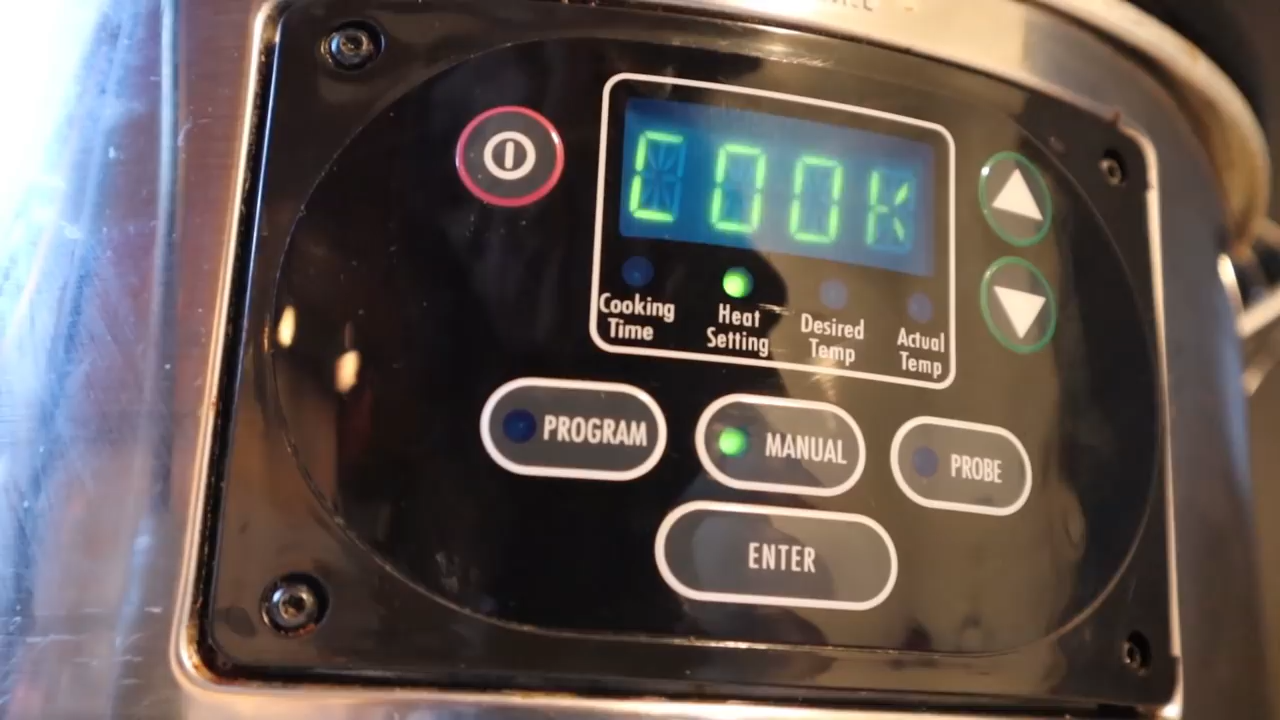 COOK
Cooking
Time
Heat
Setting
Desired
Temp
Actual
Temp
PROGRAM
MANUAL
PROBE
ENTER